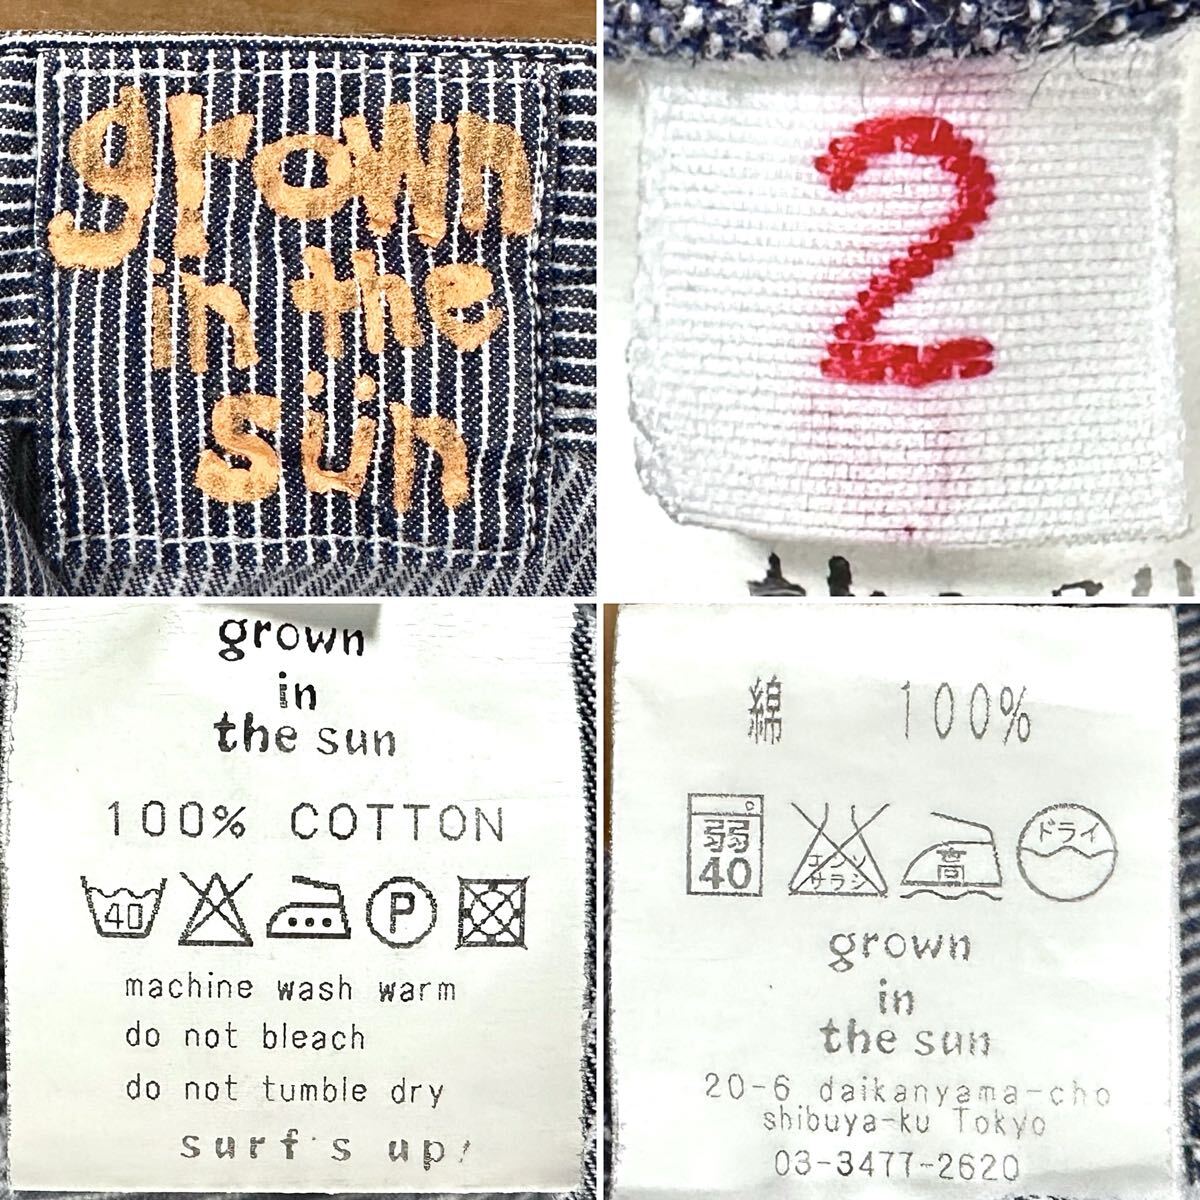 grown
in the
sün
2
grown
in
the sun
100% COTTON
40 P
machine wash warm
do not bleach
do not tumble dry
surf's up!
綿 100%
弱
40
エンソ
サラシ
高
ドライ
grown
in
the sun
20-6 daikanyama-cho
shibuya-ku Tokyo
03-3477-2620